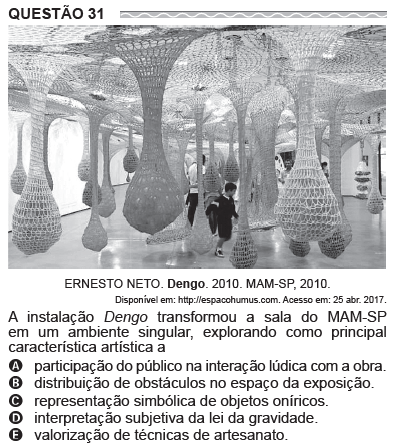 QUESTÃO 31
ERNESTO NETO. Dengo. 2010. MAM-SP, 2010.
Disponível em: http://espacohumus.com. Acesso em: 25 abr. 2017.
A instalação Dengo transformou a sala do MAM-SP
em um ambiente singular, explorando como principal
característica artística a
A participação do público na interação lúdica com a obra.
B distribuição de obstáculos no espaço da exposição.
C representação simbólica de objetos oníricos.
D interpretação subjetiva da lei da gravidade.
E valorização de técnicas de artesanato.